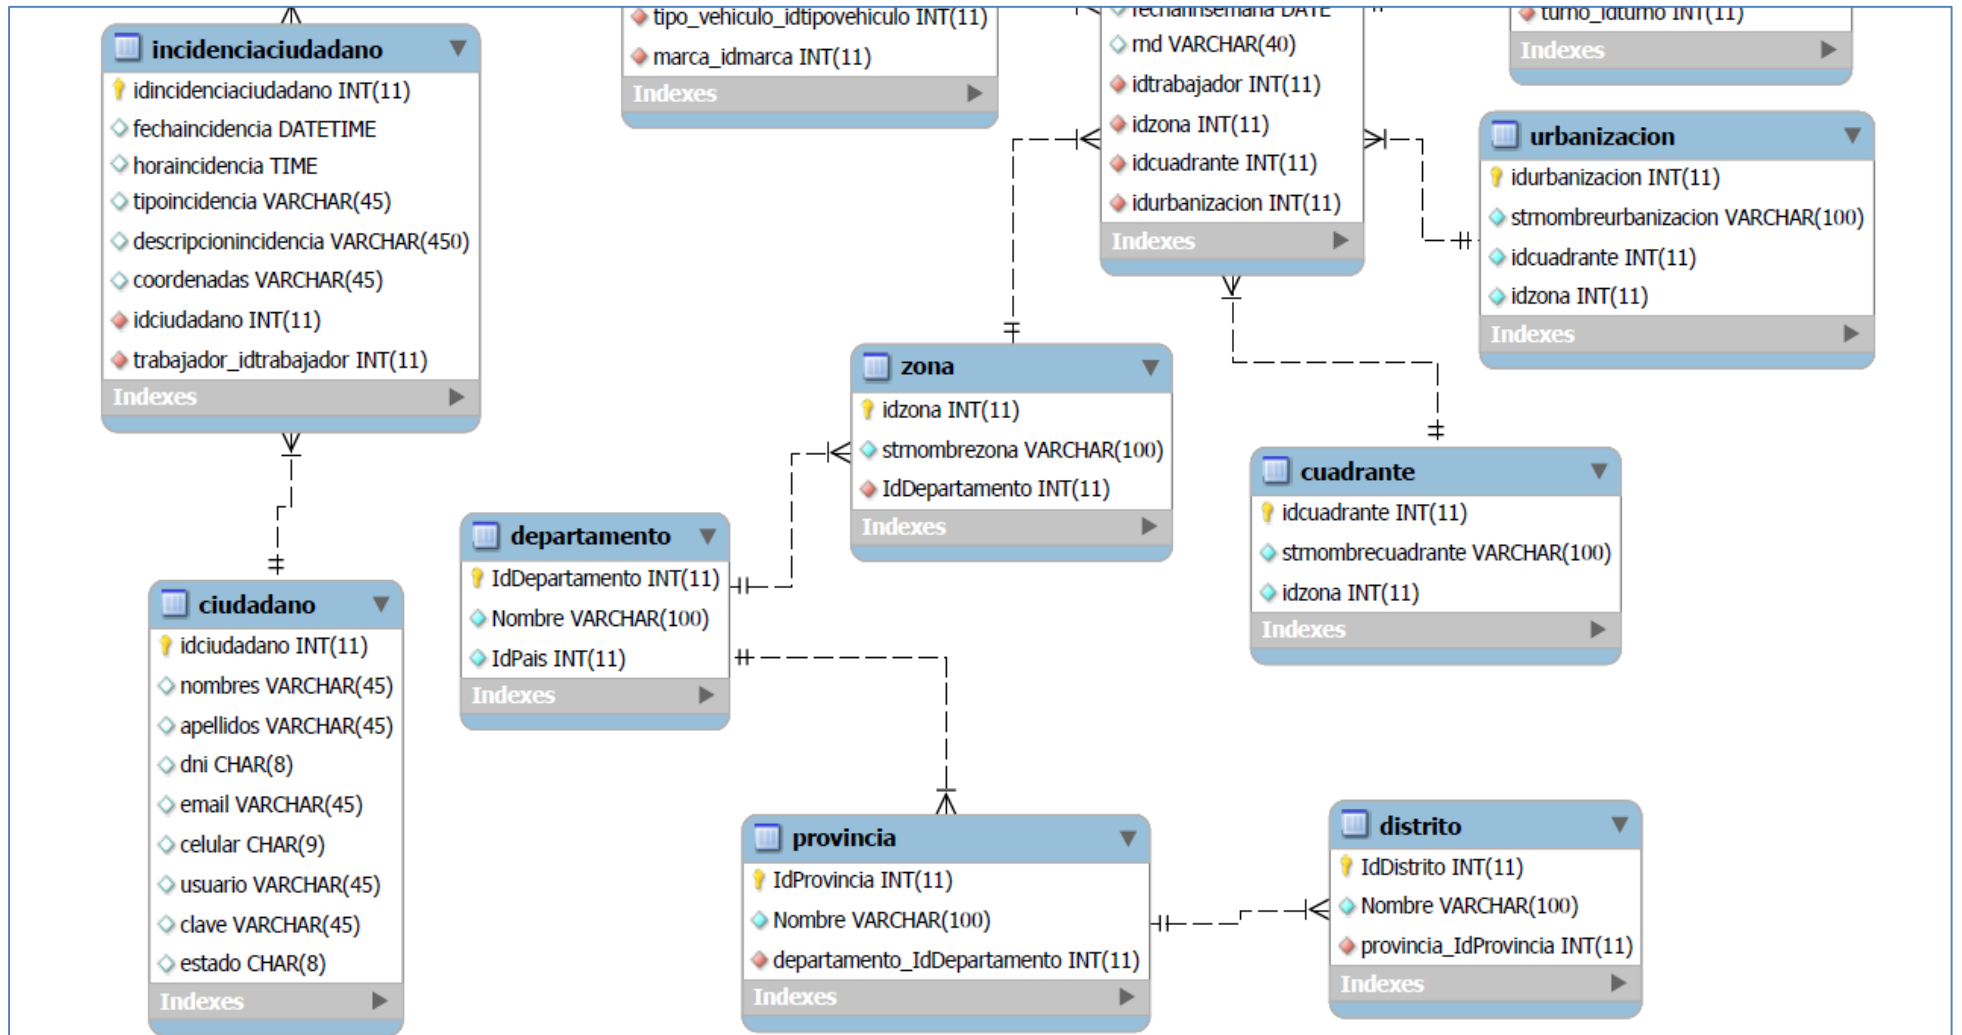 incidenciaciudadano
idincidenciaciudadano INT(11)
fechaincidencia DATETIME
horaincidencia TIME
tipoincidencia VARCHAR(45)
descripcionincidencia VARCHAR(450)
coordenadas VARCHAR(45)
idciudadano INT(11)
trabajador_idtrabajador INT(11)
Indexes
tipo_vehiculo_idtipovehiculo INT(11)
marca_idmarca INT(11)
Indexes
fechafinsemana DATE
rnd VARCHAR(40)
idtrabajador INT(11)
idzona INT(11)
idcuadrante INT(11)
idurbanizacion INT(11)
Indexes
turno_idturno INT(11)
Indexes
urbanizacion
idurbanizacion INT(11)
strnombreurbanizacion VARCHAR(100)
idcuadrante INT(11)
idzona INT(11)
Indexes
zona
idzona INT(11)
strnombrezona VARCHAR(100)
IdDepartamento INT(11)
Indexes
cuadrante
idcuadrante INT(11)
strnombrecuadrante VARCHAR(100)
idzona INT(11)
Indexes
departamento
IdDepartamento INT(11)
Nombre VARCHAR(100)
IdPais INT(11)
Indexes
ciudadano
idciudadano INT(11)
nombres VARCHAR(45)
apellidos VARCHAR(45)
dni CHAR(8)
email VARCHAR(45)
celular CHAR(9)
usuario VARCHAR(45)
clave VARCHAR(45)
estado CHAR(8)
Indexes
provincia
IdProvincia INT(11)
Nombre VARCHAR(100)
departamento_IdDepartamento INT(11)
Indexes
distrito
IdDistrito INT(11)
Nombre VARCHAR(100)
provincia_IdProvincia INT(11)
Indexes